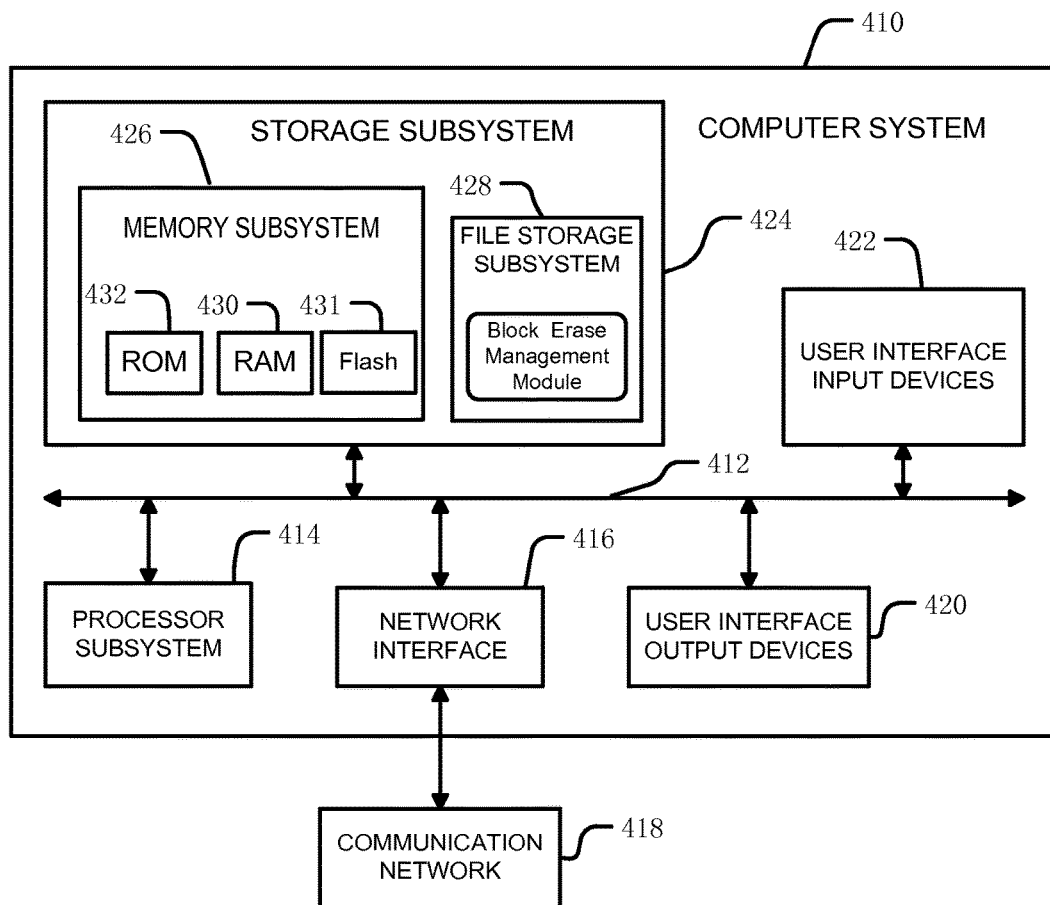 410
STORAGE SUBSYSTEM
COMPUTER SYSTEM
426
428
MEMORY SUBSYSTEM
FILE STORAGE
SUBSYSTEM
424
422
432
430
431
ROM
RAM
Flash
Block Erase
Management
Module
USER INTERFACE
INPUT DEVICES
412
414
416
PROCESSOR
SUBSYSTEM
NETWORK
INTERFACE
USER INTERFACE
OUTPUT DEVICES
420
COMMUNICATION
NETWORK
418